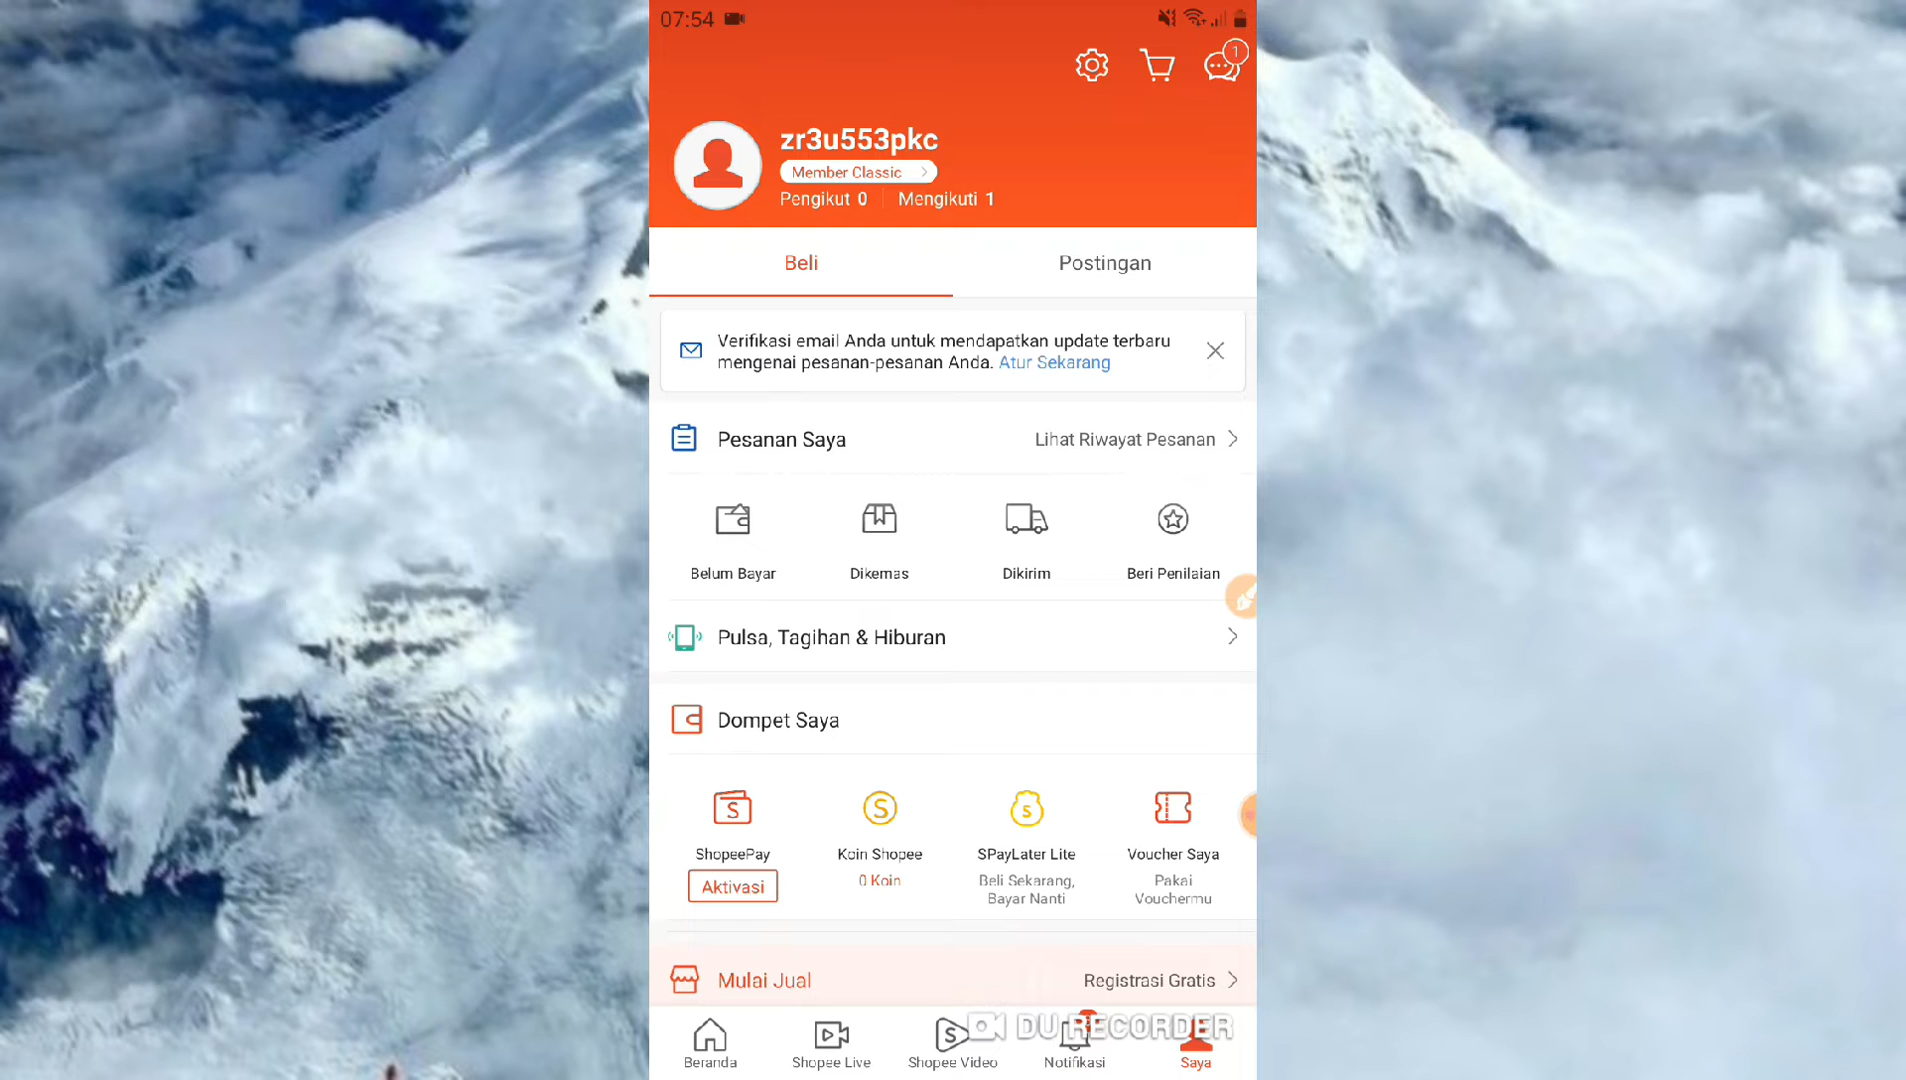 07:54
1
zr3u553pkc
Member Classic
Pengikut 0 Mengikuti 1
Beli Postingan
Verifikasi email Anda untuk mendapatkan update terbaru
mengenai pesanan-pesanan Anda. Atur Sekarang
Pesanan Saya Lihat Riwayat Pesanan
Belum Bayar Dikemas Dikirim Beri Penilaian
Pulsa, Tagihan & Hiburan
Dompet Saya
ShopeePay Koin Shopee SPayLater Lite Voucher Saya
Aktivasi 0 Koin Beli Sekarang, Pakai
Bayar Nanti Vouchermu
Mulai Jual Registrasi Gratis
DU RECORDER
Beranda Shopee Live Shopee Video Notifikasi Saya